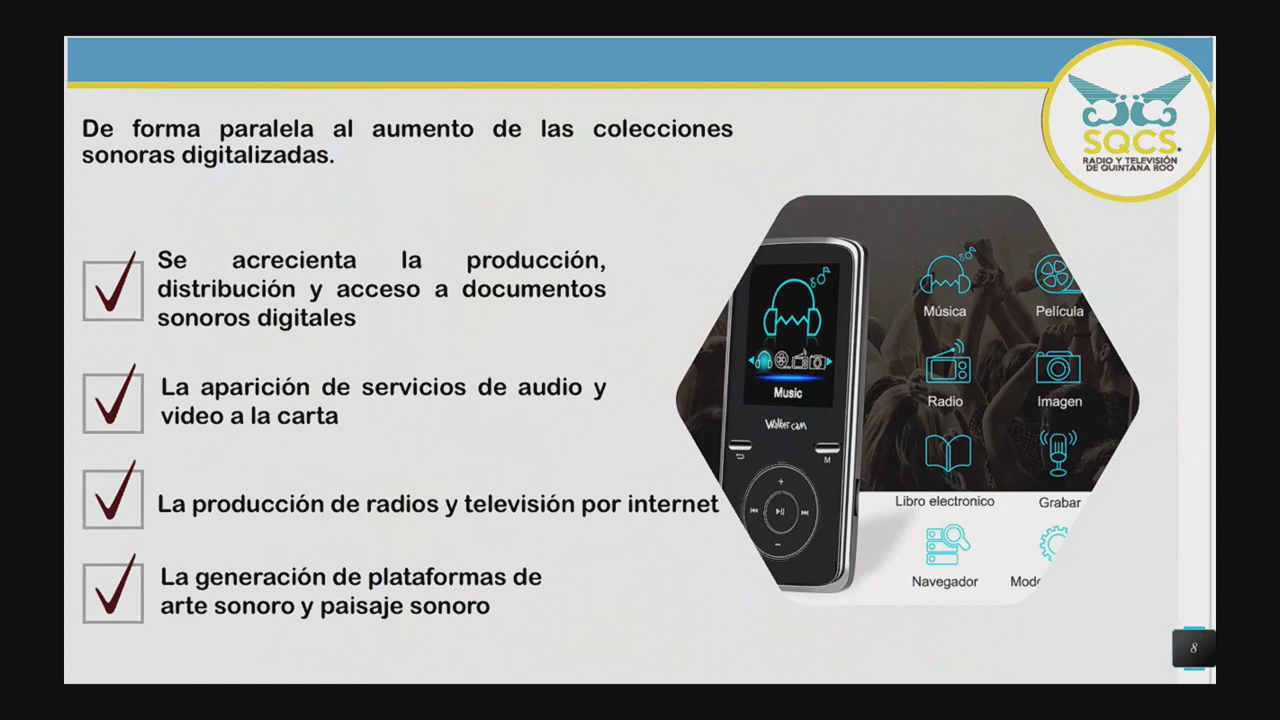 De forma paralela al aumento de las colecciones
sonoras digitalizadas.
SQCS
RADIO Y TELEVISIÓN
DE QUINTANA ROO
Se acrecienta la producción,
distribución y acceso a documentos
sonoros digitales
La aparición de servicios de audio y
video a la carta
La producción de radios y televisión por internet
La generación de plataformas de
arte sonoro y paisaje sonoro
Music
Walker cam
M
Música
Película
Radio
Imagen
Libro electronico
Grabar
Navegador
8